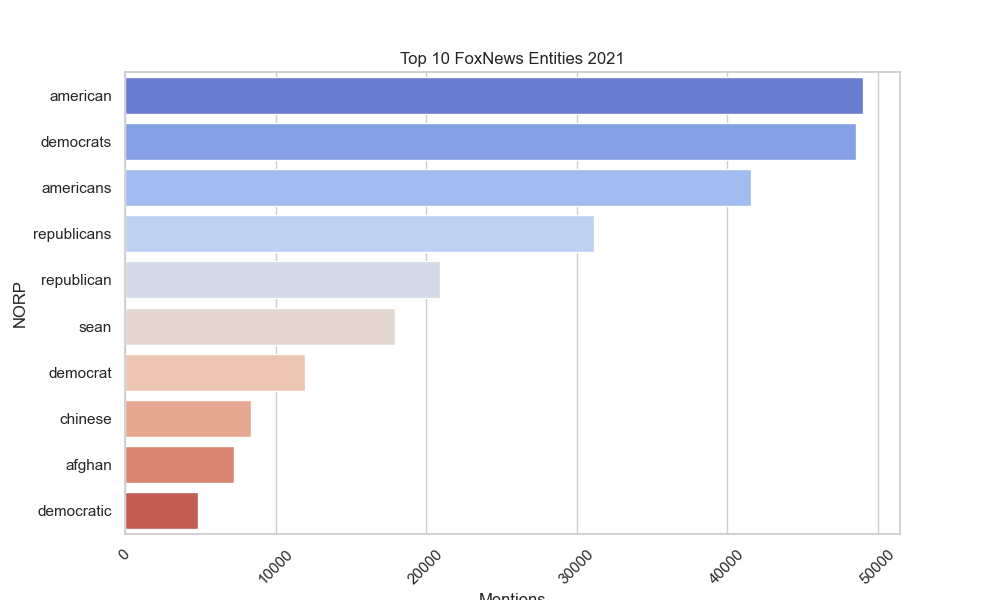 Top 10 FoxNews Entities 2021
NORP
american
democrats
americans
republicans
republican
sean
democrat
chinese
afghan
democratic
0
10000
20000
30000
40000
50000
Mentions